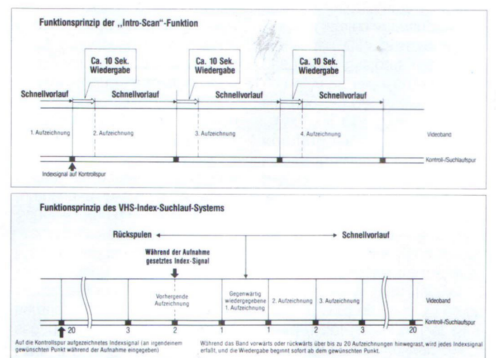 Funktionsprinzip der „Intro-Scan"-Funktion
Ca. 10 Sek. Wiedergabe
Ca. 10 Sek. Wiedergabe
Ca. 10 Sek. Wiedergabe
Schnellvorlauf Schnellvorlauf Schnellvorlauf Schnellvorlauf
1. Aufzeichnung 2. Aufzeichnung 3. Aufzeichnung 4. Aufzeichnung Videoband
Kontroll-/Suchlaufspur
Indexsignal auf Kontrollspur
Funktionsprinzip des VHS-Index-Suchlauf-Systems
Rückspulen Schnellvorlauf
Während der Aufnahme
gesetztes Index-Signal
Vorhergehende
Aufzeichnung
Gegenwärtig
wiedergegebene
1. Aufzeichnung
2. Aufzeichnung 3. Aufzeichnung Videoband
Kontroll-/Suchlaufspur
20 3 2 1 1 2 3 20
Auf die Kontrollspur aufgezeichnetes Indexsignal (an irgendeinem
gewünschten Punkt während der Aufnahme eingegeben)
Während das Band vorwärts oder rückwärts über bis zu 20 Aufzeichnungen hinwegrast, wird jedes Indexsignal
erfaßt, und die Wiedergabe beginnt sofort ab dem gewünschten Punkt.